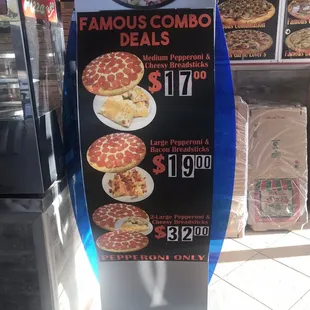 FAMOUS COMBO
DEALS
Medium Pepperoni &
Cheesy Breadsticks
$17.00
Large Pepperoni &
Bacon Breadsticks
$19.00
2-Large Pepperoni &
Cheesy Breadsticks
$32.00
PEPPERONI ONLY